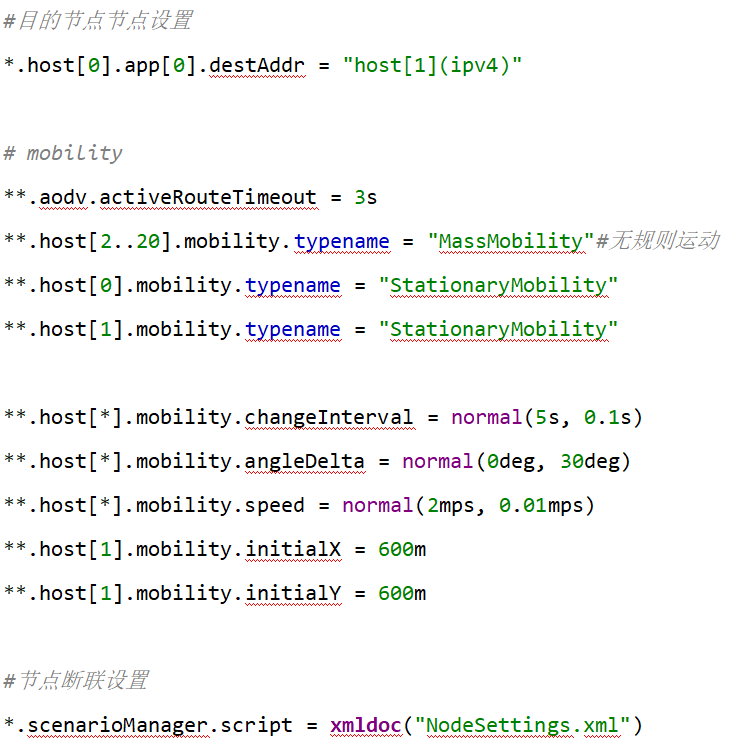 #目的节点节点设置
*.host[0].app[0].destAddr = "host[1](ipv4)"
# mobility
**.aodv.activeRouteTimeout = 3s
**.host[2..20].mobility.typename = "MassMobility"#无规则运动
**.host[0].mobility.typename = "StationaryMobility"
**.host[1].mobility.typename = "StationaryMobility"
**.host[*].mobility.changeInterval = normal(5s, 0.1s)
**.host[*].mobility.angleDelta = normal(0deg, 30deg)
**.host[*].mobility.speed = normal(2mps, 0.01mps)
**.host[1].mobility.initialX = 600m
**.host[1].mobility.initialY = 600m
#节点断联设置
*.scenarioManager.script = xmldoc("NodeSettings.xml")